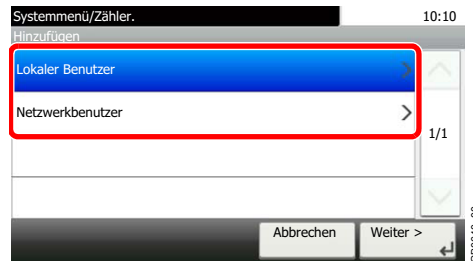 Systemmenü/Zähler.
10:10
Hinzufügen
Lokaler Benutzer
Netzwerkbenutzer
1/1
Abbrechen
Weiter >